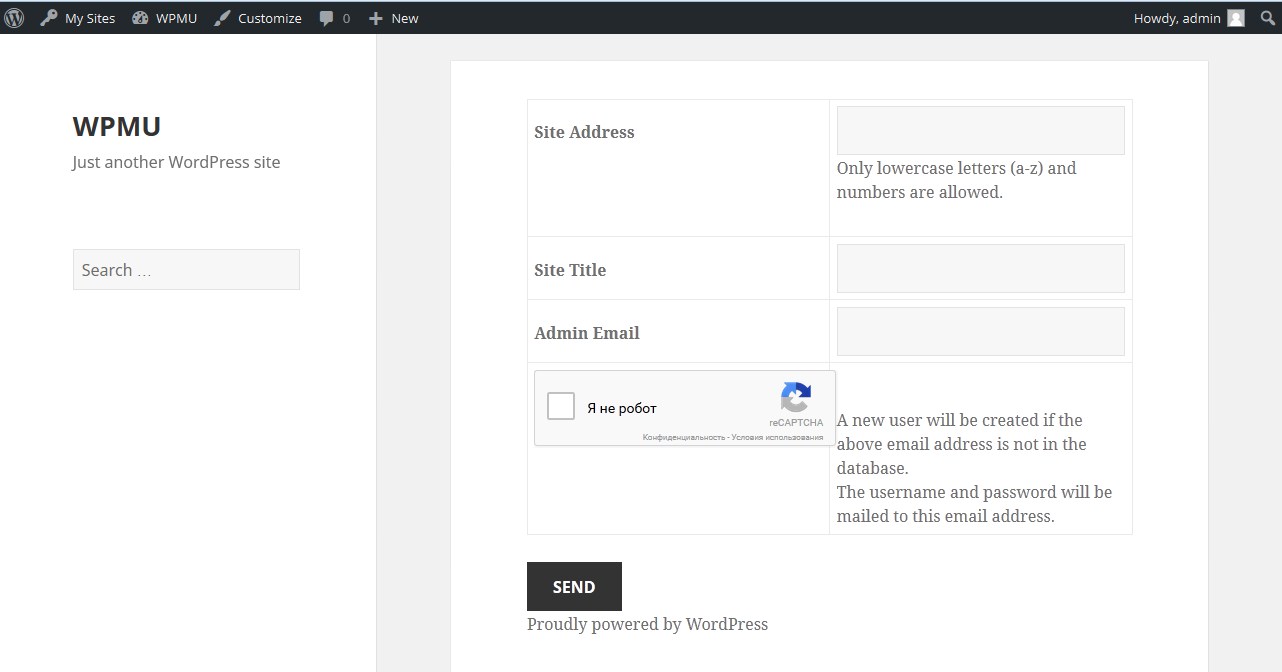 My Sites WPMU Customize 0 New Howdy, admin
WPMU
Just another WordPress site
Search …
Site Address
Only lowercase letters (a-z) and
numbers are allowed.
Site Title
Admin Email
Я не робот
reCAPTCHA
Конфиденциальность - Условия использования
A new user will be created if the
above email address is not in the
database.
The username and password will be
mailed to this email address.
SEND
Proudly powered by WordPress